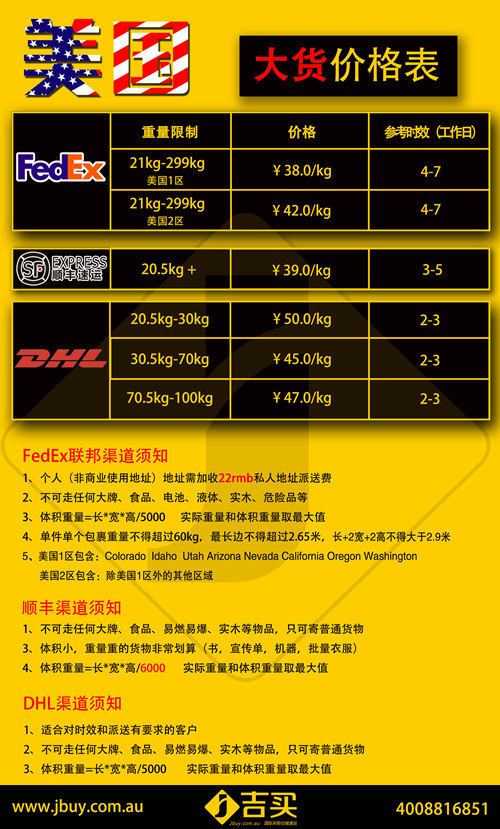 美国
大货价格表
重量限制 价格 参考时效（工作日）
FedEx
21kg-299kg ￥38.0/kg 4-7
美国1区
21kg-299kg ￥42.0/kg 4-7
美国2区
SF EXPRESS
顺丰速运
20.5kg + ￥39.0/kg 3-5
DHL
20.5kg-30kg ￥50.0/kg 2-3
30.5kg-70kg ￥45.0/kg 2-3
70.5kg-100kg ￥47.0/kg 2-3
FedEx联邦渠道须知
1、个人（非商业使用地址）地址需加收22rmb私人地址派送费
2、不可走任何大牌、食品、电池、液体、实木、危险品等
3、体积重量=长*宽*高/5000 实际重量和体积重量取最大值
4、单件单个包裹重量不得超过60kg，最长边不得超过2.65米，长+2宽+2高不得大于2.9米
5、美国1区包含：Colorado Idaho Utah Arizona Nevada California Oregon Washington
美国2区包含：除美国1区外的其他区域
顺丰渠道须知
1、不可走任何大牌、食品、易燃易爆、实木等物品，只可寄普通货物
3、体积小，重量重的货物非常划算（书，宣传单，机器，批量衣服）
4、体积重量=长*宽*高/6000 实际重量和体积重量取最大值
DHL渠道须知
1、适合对时效和派送有要求的客户
2、不可走任何大牌、食品、易燃易爆、实木等物品，只可寄普通货物
3、体积重量=长*宽*高/5000 实际重量和体积重量取最大值
www.jbuy.com.au
吉买
Jbuy.com.au
4008816851